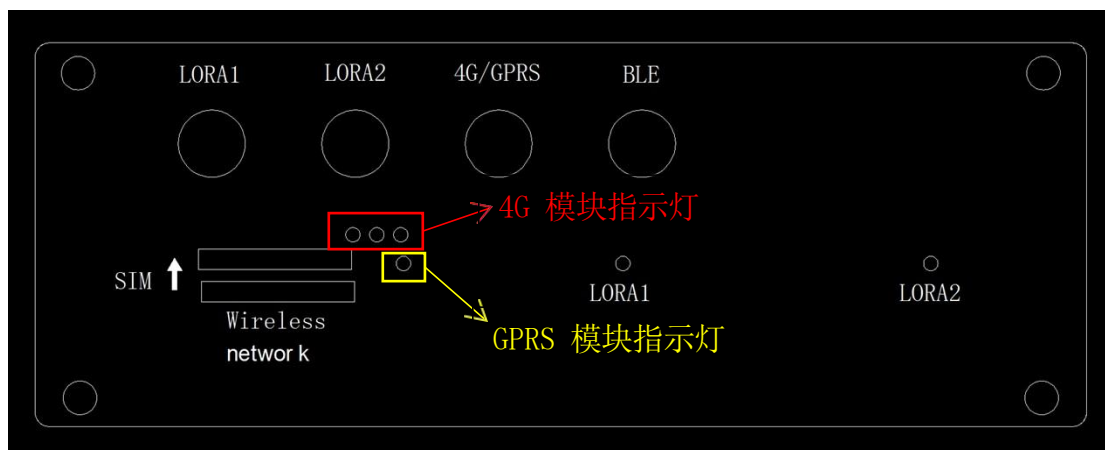 LORA1
LORA2
4G/GPRS
BLE
4G 模块指示灯
SIM
LORA1
LORA2
Wireless
GPRS 模块指示灯
networ k